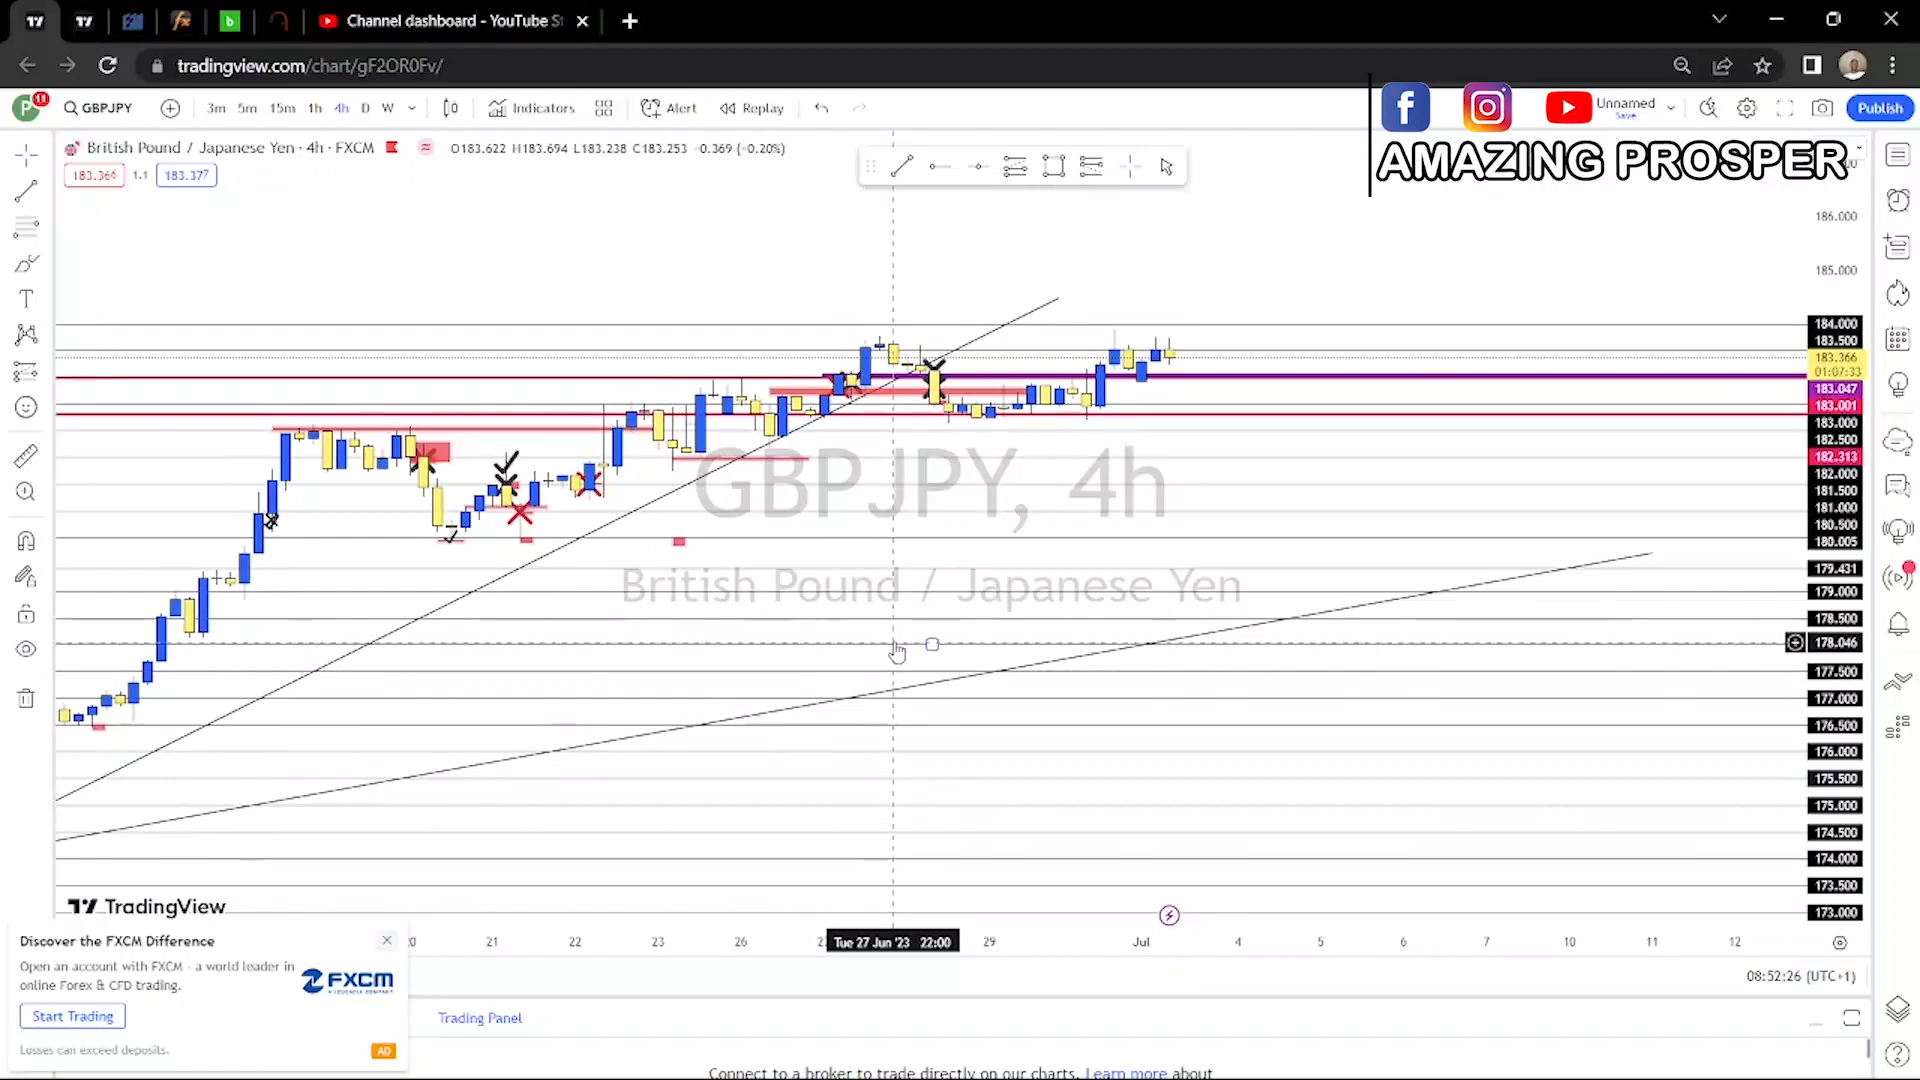 Channel dashboard - YouTube St
tradingview.com/chart/gF2OR0Fv/
P
11
GBPJPY
3m 5m 15m 1h 4h D W
Indicators
Alert
Replay
Unnamed
Save
Publish
AMAZING PROSPER
British Pound / Japanese Yen · 4h · FXCM
O183.622 H183.694 L183.238 C183.253 -0.369 (-0.20%)
183.366 1.1 183.377
186.000
185.000
184.000
183.500
183.366
01:07:33
183.047
183.001
183.000
182.500
182.313
182.000
181.500
181.000
180.500
180.005
179.431
179.000
178.500
178.046
177.500
177.000
176.500
176.000
175.500
175.000
174.500
174.000
173.500
173.000
GBPJPY, 4h
British Pound / Japanese Yen
TradingView
21 22 23 26 Tue 27 Jun '23 22:00 29 Jul 4 5 6 7 10 11 12
Discover the FXCM Difference
Open an account with FXCM - a world leader in
online Forex & CFD trading.
FXCM
Start Trading
Losses can exceed deposits.
AD
08:52:26 (UTC+1)
Trading Panel
Connect to a broker to trade directly on our charts. Learn more about